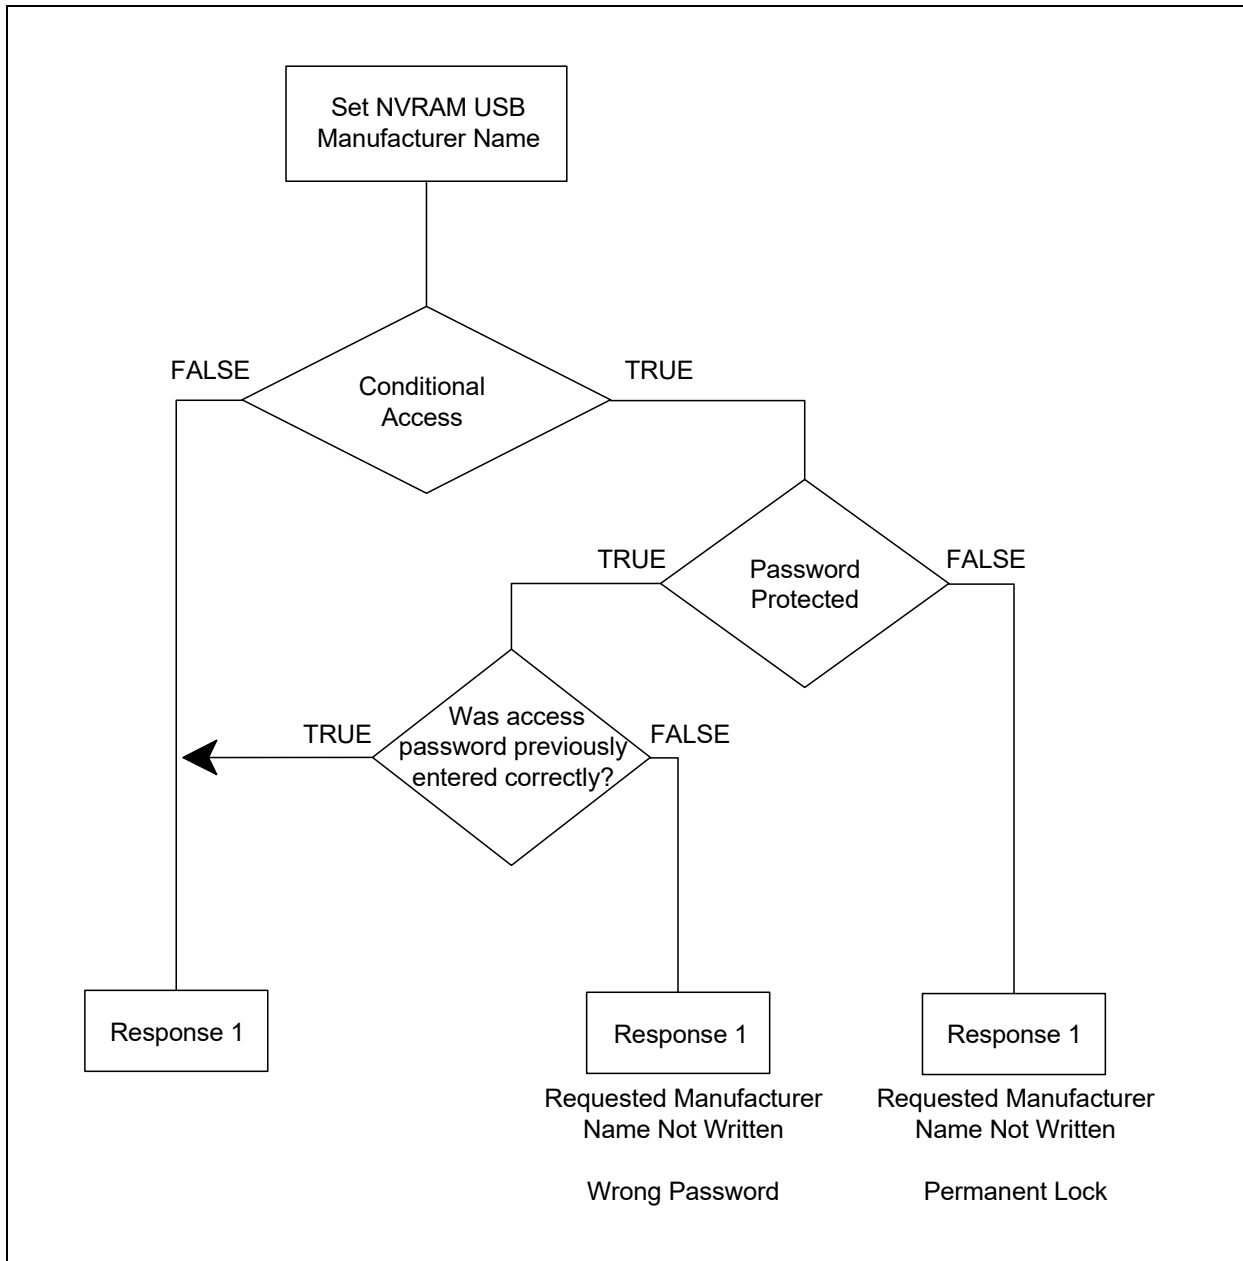 Set NVRAM USB
Manufacturer Name
FALSE
TRUE
Conditional
Access
TRUE
FALSE
Password
Protected
TRUE
FALSE
Was access
password previously
entered correctly?
Response 1
Response 1
Requested Manufacturer
Name Not Written
Wrong Password
Response 1
Requested Manufacturer
Name Not Written
Permanent Lock